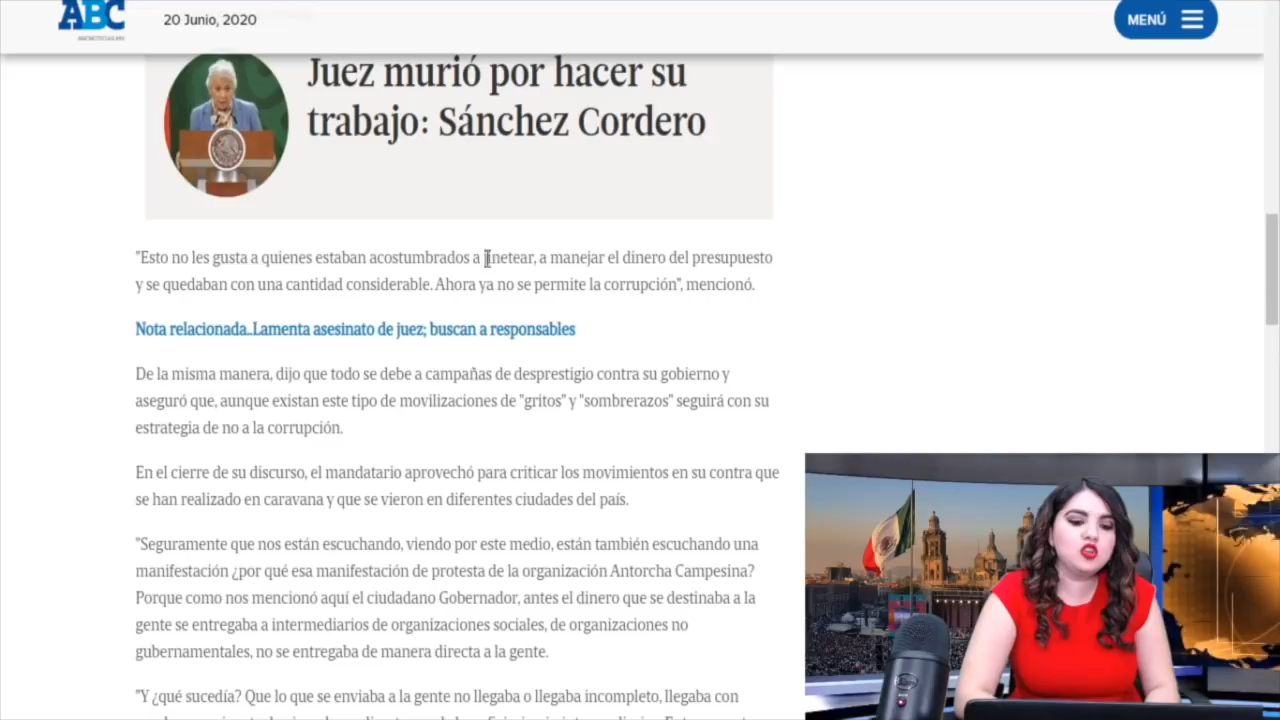 ABC
20 Junio, 2020
MENÚ
Juez murió por hacer su
trabajo: Sánchez Cordero
"Esto no les gusta a quienes estaban acostumbrados a jinetear, a manejar el dinero del presupuesto
y se quedaban con una cantidad considerable. Ahora ya no se permite la corrupción", mencionó.
Nota relacionada..Lamenta asesinato de juez; buscan a responsables
De la misma manera, dijo que todo se debe a campañas de desprestigio contra su gobierno y
aseguró que, aunque existan este tipo de movilizaciones de "gritos" y "sombrerazos" seguirá con su
estrategia de no a la corrupción.
En el cierre de su discurso, el mandatario aprovechó para criticar los movimientos en su contra que
se han realizado en caravana y que se vieron en diferentes ciudades del país.
"Seguramente que nos están escuchando, viendo por este medio, están también escuchando una
manifestación ¿por qué esa manifestación de protesta de la organización Antorcha Campesina?
Porque como nos mencionó aquí el ciudadano Gobernador, antes el dinero que se destinaba a la
gente se entregaba a intermediarios de organizaciones sociales, de organizaciones no
gubernamentales, no se entregaba de manera directa a la gente.
"Y ¿qué sucedía? Que lo que se enviaba a la gente no llegaba o llegaba incompleto, llegaba con